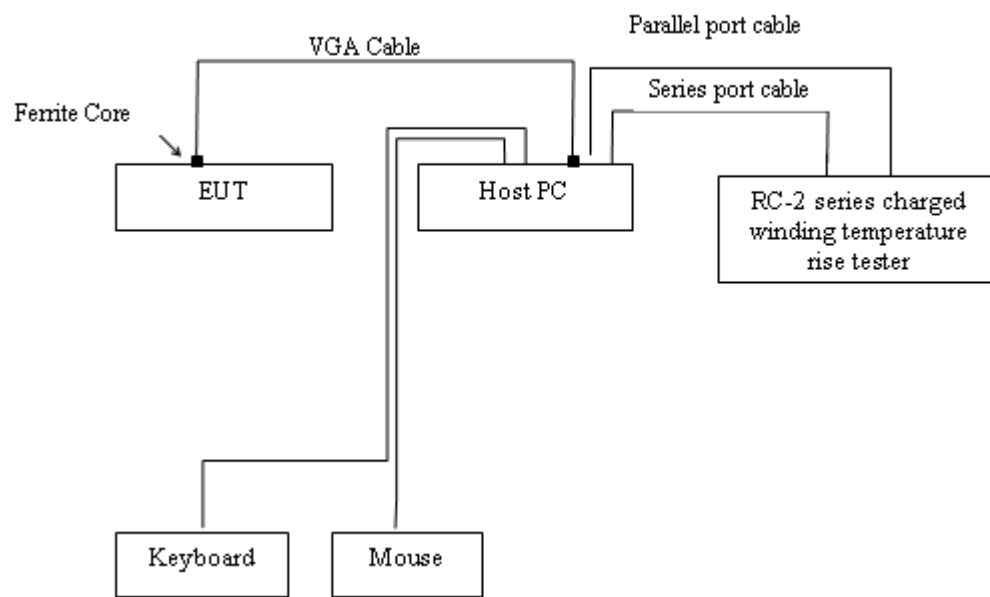 Parallel port cable
VGA Cable
Series port cable
Ferrite Core
EUT
Host PC
RC-2 series charged
winding temperature
rise tester
Keyboard
Mouse